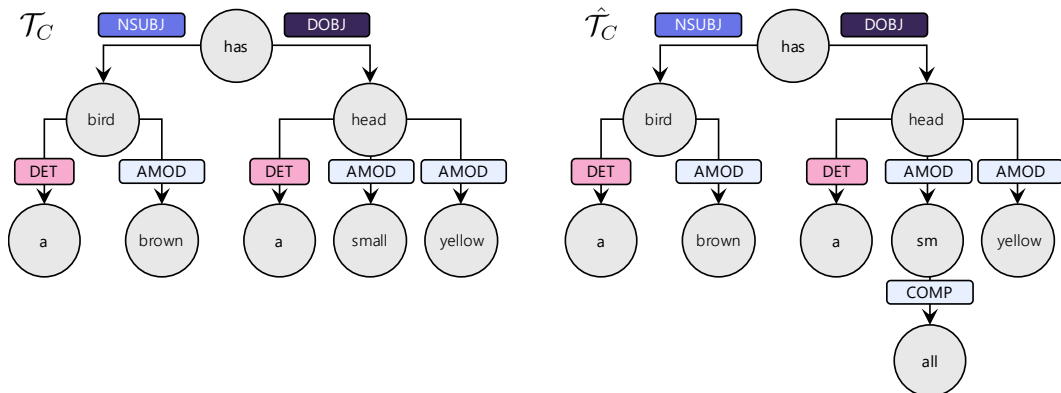 𝒯_C NSUBJ DOBJ 𝒯̂_C NSUBJ DOBJ
has has
bird head bird head
DET AMOD DET AMOD AMOD DET AMOD DET AMOD AMOD
a brown a small yellow a brown a sm yellow
COMP
all